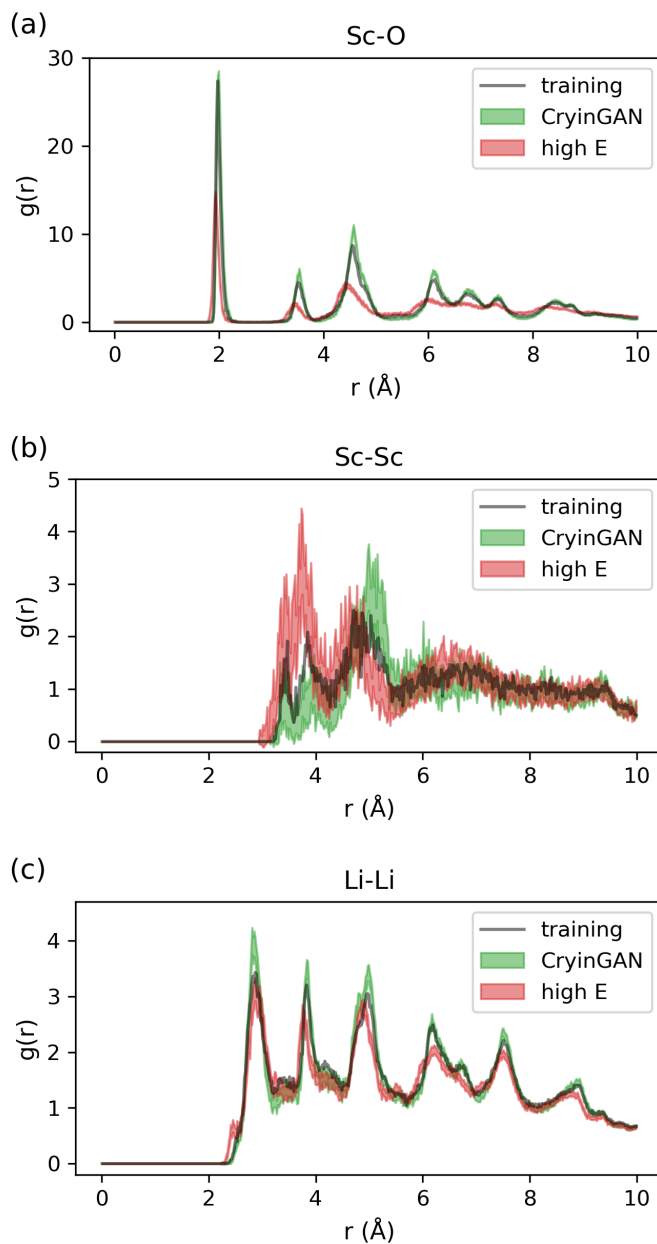 (a)
Sc-O
30
20
10
0
g(r)
training
CryinGAN
high E
0 2 4 6 8 10
r (Å)
(b)
Sc-Sc
5
4
3
2
1
0
g(r)
training
CryinGAN
high E
0 2 4 6 8 10
r (Å)
(c)
Li-Li
4
3
2
1
0
g(r)
training
CryinGAN
high E
0 2 4 6 8 10
r (Å)